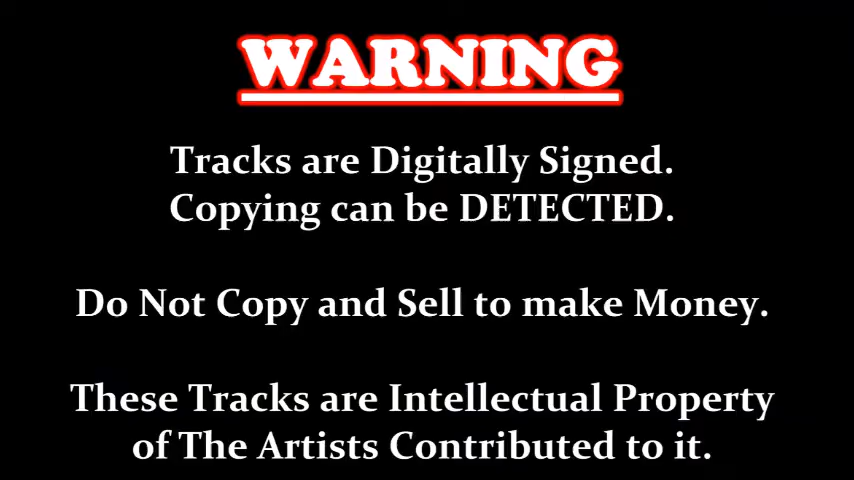 WARNING
Tracks are Digitally Signed.
Copying can be DETECTED.
Do Not Copy and Sell to make Money.
These Tracks are Intellectual Property
of The Artists Contributed to it.